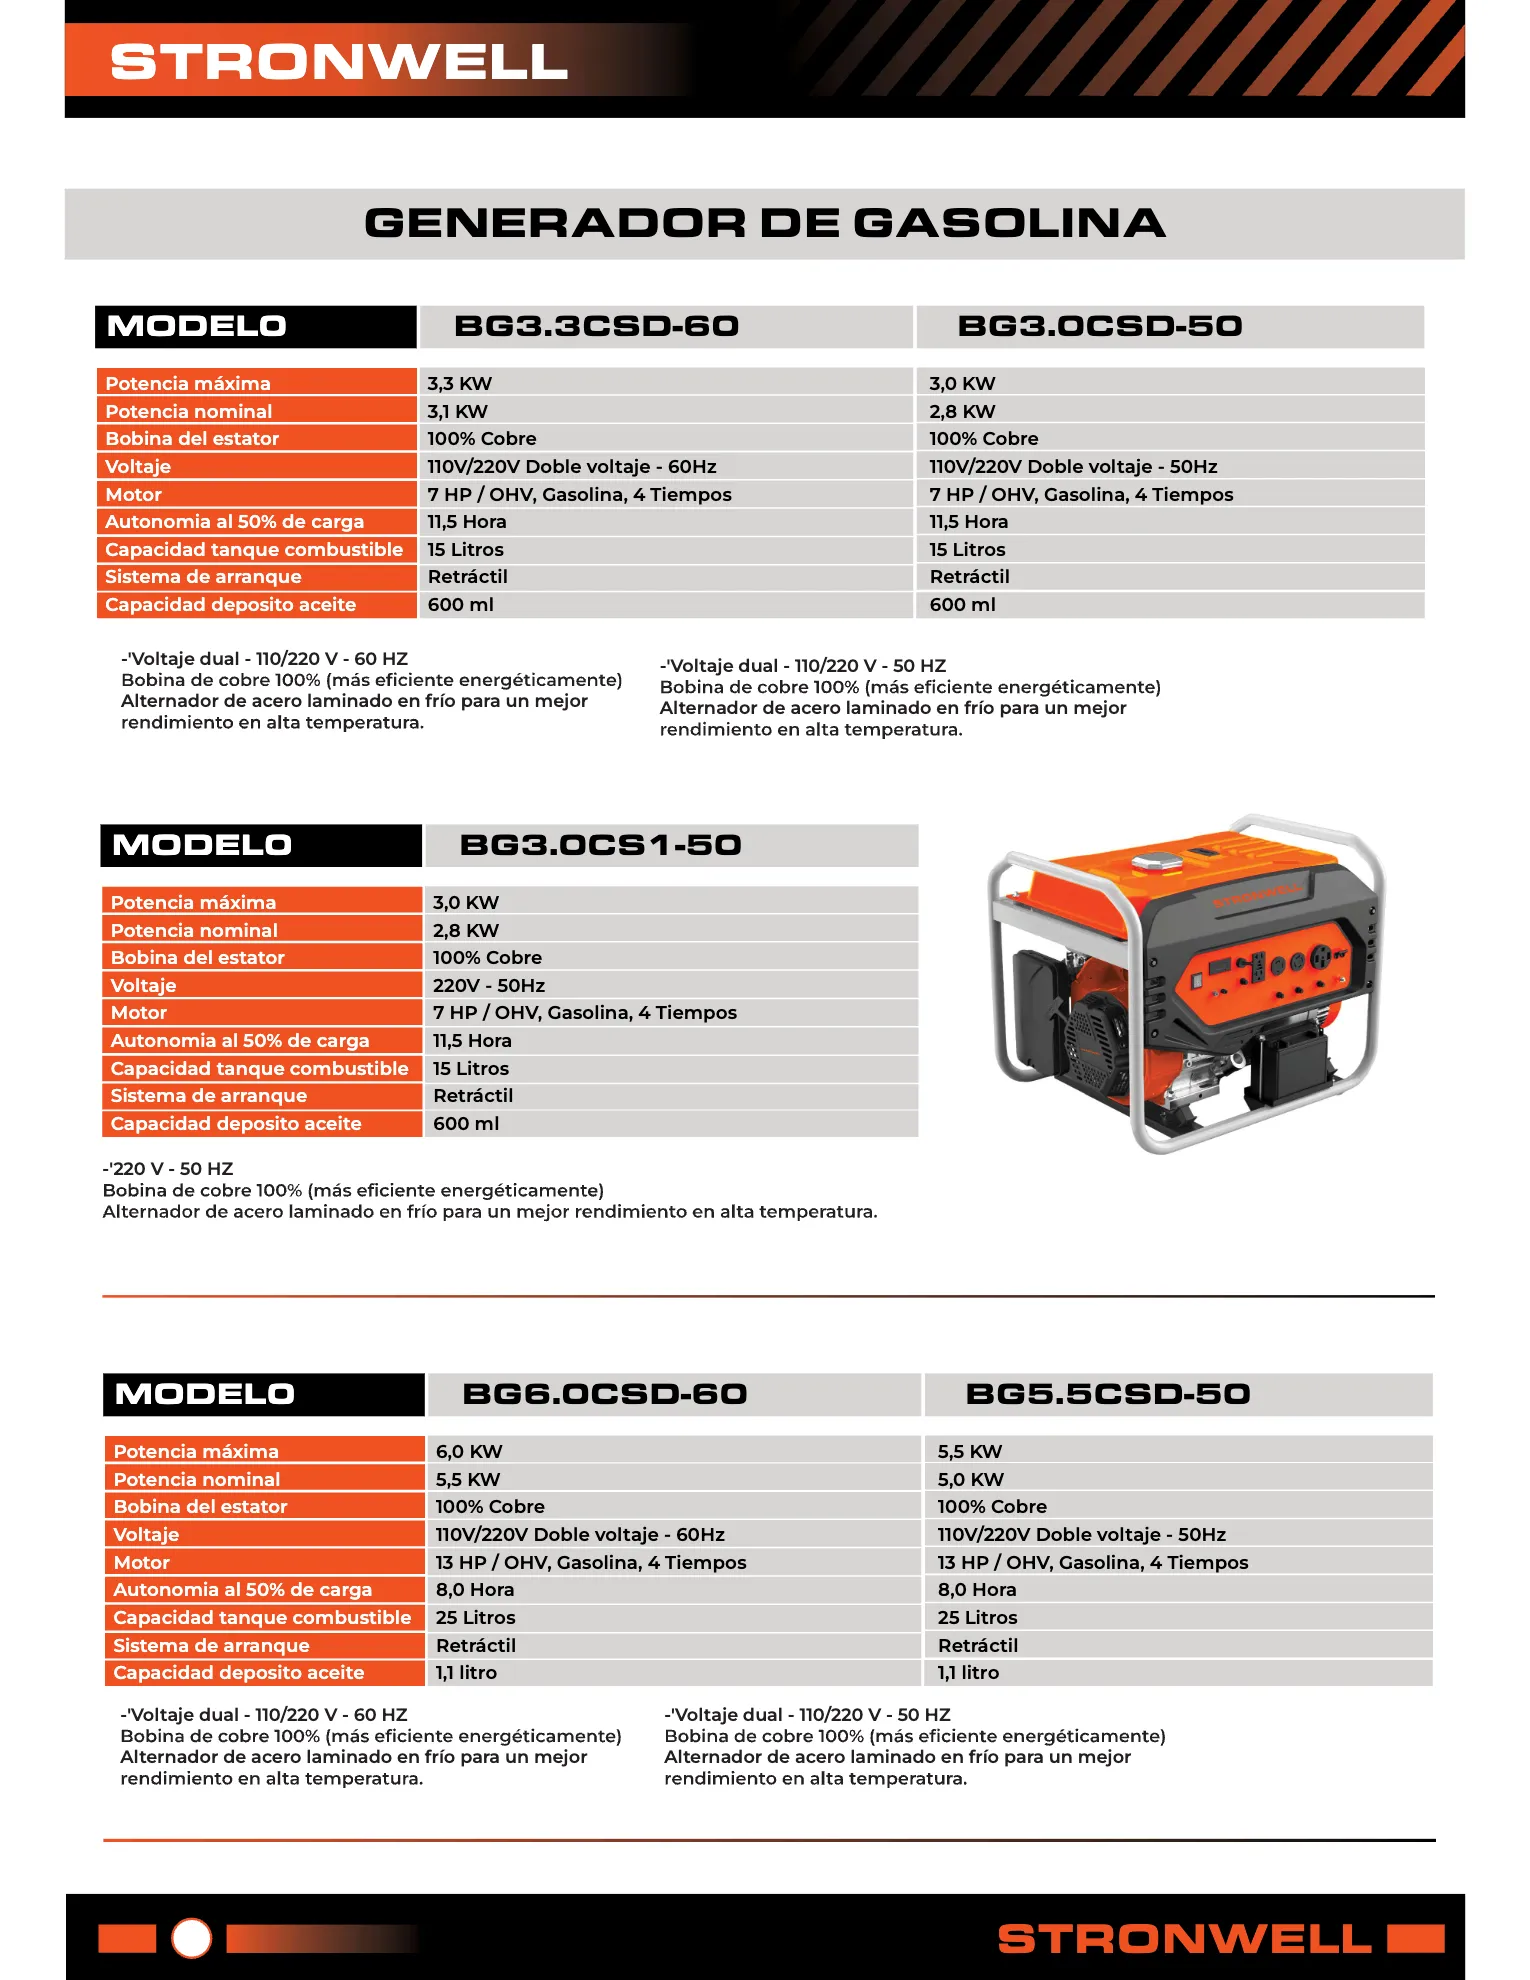 STRONWELL
GENERADOR DE GASOLINA
MODELO BG3.3CSD-60 BG3.0CSD-50
Potencia máxima 3,3 KW 3,0 KW
Potencia nominal 3,1 KW 2,8 KW
Bobina del estator 100% Cobre 100% Cobre
Voltaje 110V/220V Doble voltaje - 60Hz 110V/220V Doble voltaje - 50Hz
Motor 7 HP / OHV, Gasolina, 4 Tiempos 7 HP / OHV, Gasolina, 4 Tiempos
Autonomia al 50% de carga 11,5 Hora 11,5 Hora
Capacidad tanque combustible 15 Litros 15 Litros
Sistema de arranque Retráctil Retráctil
Capacidad deposito aceite 600 ml 600 ml
-'Voltaje dual - 110/220 V - 60 HZ
Bobina de cobre 100% (más eficiente energéticamente)
Alternador de acero laminado en frío para un mejor
rendimiento en alta temperatura.
-'Voltaje dual - 110/220 V - 50 HZ
Bobina de cobre 100% (más eficiente energéticamente)
Alternador de acero laminado en frío para un mejor
rendimiento en alta temperatura.
MODELO BG3.0CS1-50
Potencia máxima 3,0 KW
Potencia nominal 2,8 KW
Bobina del estator 100% Cobre
Voltaje 220V - 50Hz
Motor 7 HP / OHV, Gasolina, 4 Tiempos
Autonomia al 50% de carga 11,5 Hora
Capacidad tanque combustible 15 Litros
Sistema de arranque Retráctil
Capacidad deposito aceite 600 ml
STRONWELL
-'220 V - 50 HZ
Bobina de cobre 100% (más eficiente energéticamente)
Alternador de acero laminado en frío para un mejor rendimiento en alta temperatura.
MODELO BG6.0CSD-60 BG5.5CSD-50
Potencia máxima 6,0 KW 5,5 KW
Potencia nominal 5,5 KW 5,0 KW
Bobina del estator 100% Cobre 100% Cobre
Voltaje 110V/220V Doble voltaje - 60Hz 110V/220V Doble voltaje - 50Hz
Motor 13 HP / OHV, Gasolina, 4 Tiempos 13 HP / OHV, Gasolina, 4 Tiempos
Autonomia al 50% de carga 8,0 Hora 8,0 Hora
Capacidad tanque combustible 25 Litros 25 Litros
Sistema de arranque Retráctil Retráctil
Capacidad deposito aceite 1,1 litro 1,1 litro
-'Voltaje dual - 110/220 V - 60 HZ
Bobina de cobre 100% (más eficiente energéticamente)
Alternador de acero laminado en frío para un mejor
rendimiento en alta temperatura.
-'Voltaje dual - 110/220 V - 50 HZ
Bobina de cobre 100% (más eficiente energéticamente)
Alternador de acero laminado en frío para un mejor
rendimiento en alta temperatura.
STRONWELL